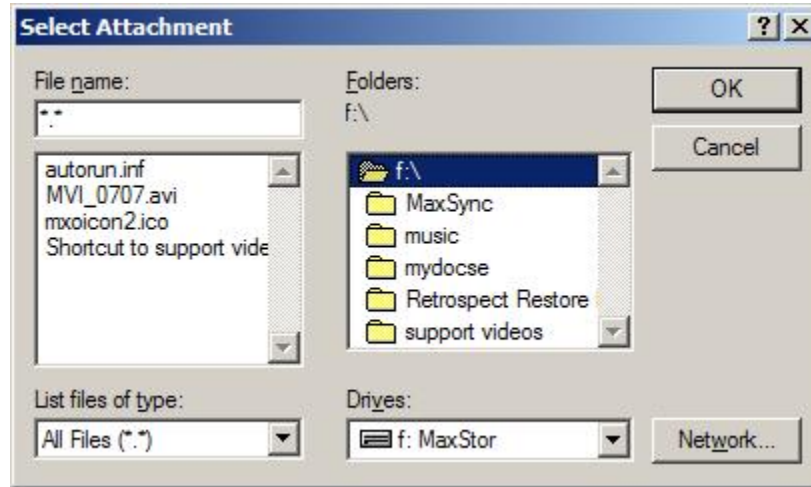 Select Attachment
File name:
*.*
autorun.inf
MVI_0707.avi
mxoicon2.ico
Shortcut to support vide
List files of type:
All Files (*.*)
Folders:
f:\
f:\
MaxSync
music
mydocse
Retrospect Restore
support videos
Drives:
f: MaxStor
OK
Cancel
Network...